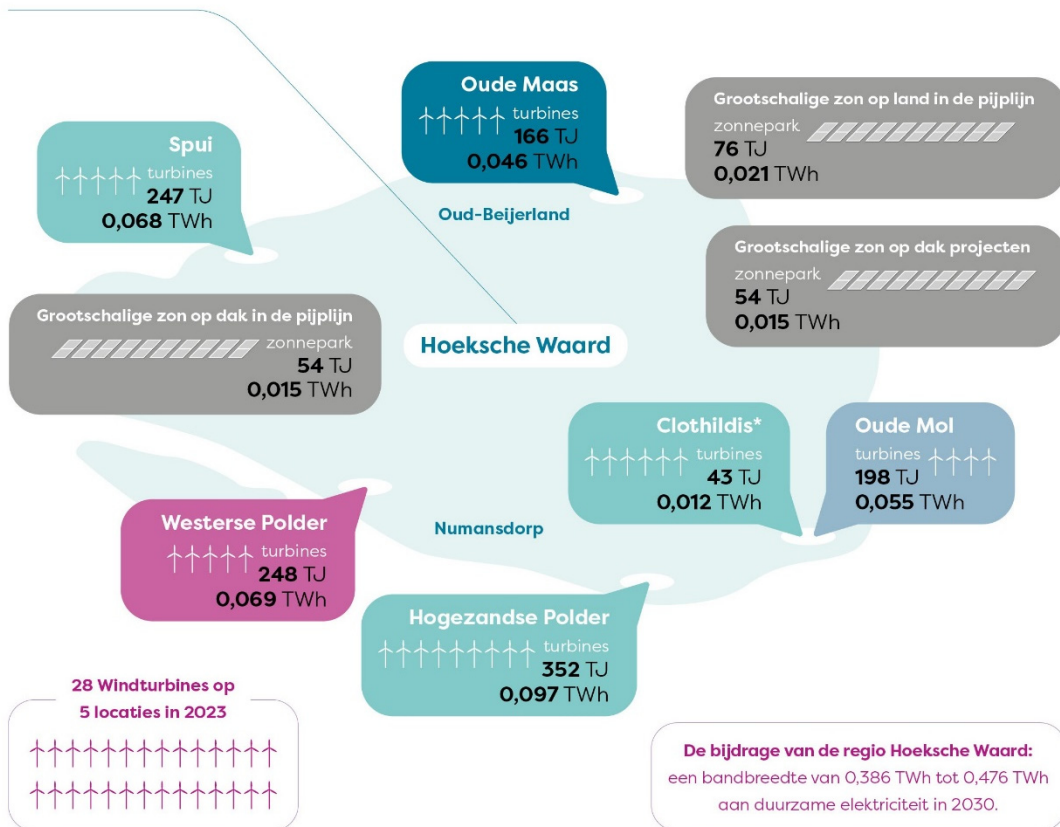 Oude Maas
turbines
166 TJ
0,046 TWh
Grootschalige zon op land in de pijplijn
zonnepark
76 TJ
0,021 TWh
Spui
turbines
247 TJ
0,068 TWh
Oud-Beijerland
Grootschalige zon op dak projecten
zonnepark
54 TJ
0,015 TWh
Grootschalige zon op dak in de pijplijn
zonnepark
54 TJ
0,015 TWh
Hoeksche Waard
Clothildis*
turbines
43 TJ
0,012 TWh
Oude Mol
turbines
198 TJ
0,055 TWh
Westerse Polder
turbines
248 TJ
0,069 TWh
Numansdorp
Hogezandse Polder
turbines
352 TJ
0,097 TWh
28 Windturbines op
5 locaties in 2023
De bijdrage van de regio Hoeksche Waard:
een bandbreedte van 0,386 TWh tot 0,476 TWh
aan duurzame elektriciteit in 2030.